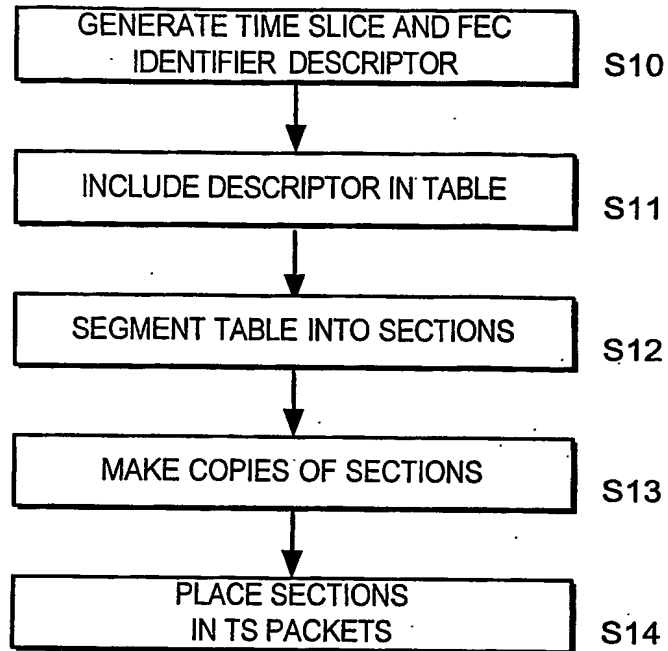 GENERATE TIME SLICE AND FEC
IDENTIFIER DESCRIPTOR
S10
INCLUDE DESCRIPTOR IN TABLE
S11
SEGMENT TABLE INTO SECTIONS
S12
MAKE COPIES OF SECTIONS
S13
PLACE SECTIONS
IN TS PACKETS
S14